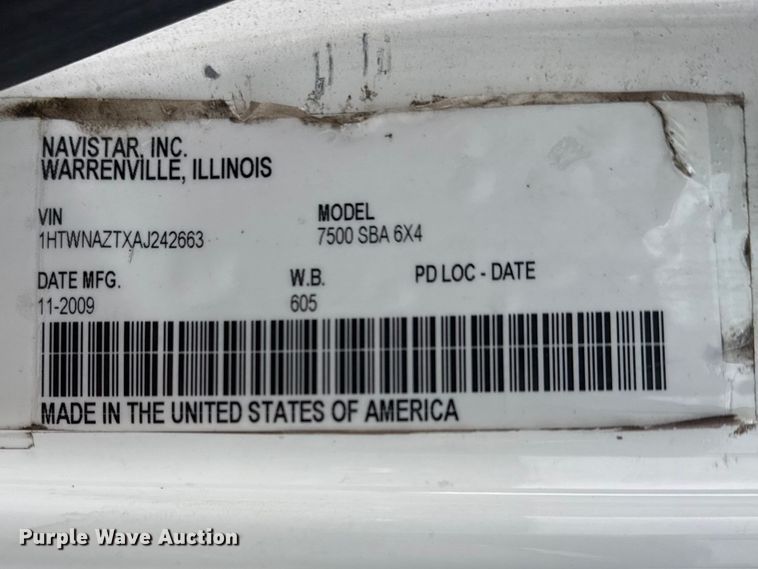 NAVISTAR, INC.
WARRENVILLE, ILLINOIS
VIN MODEL
1HTWNAZTXAJ242663 7500 SBA 6X4
DATE MFG. W.B. PD LOC - DATE
11-2009 605
MADE IN THE UNITED STATES OF AMERICA
Purple Wave Auction